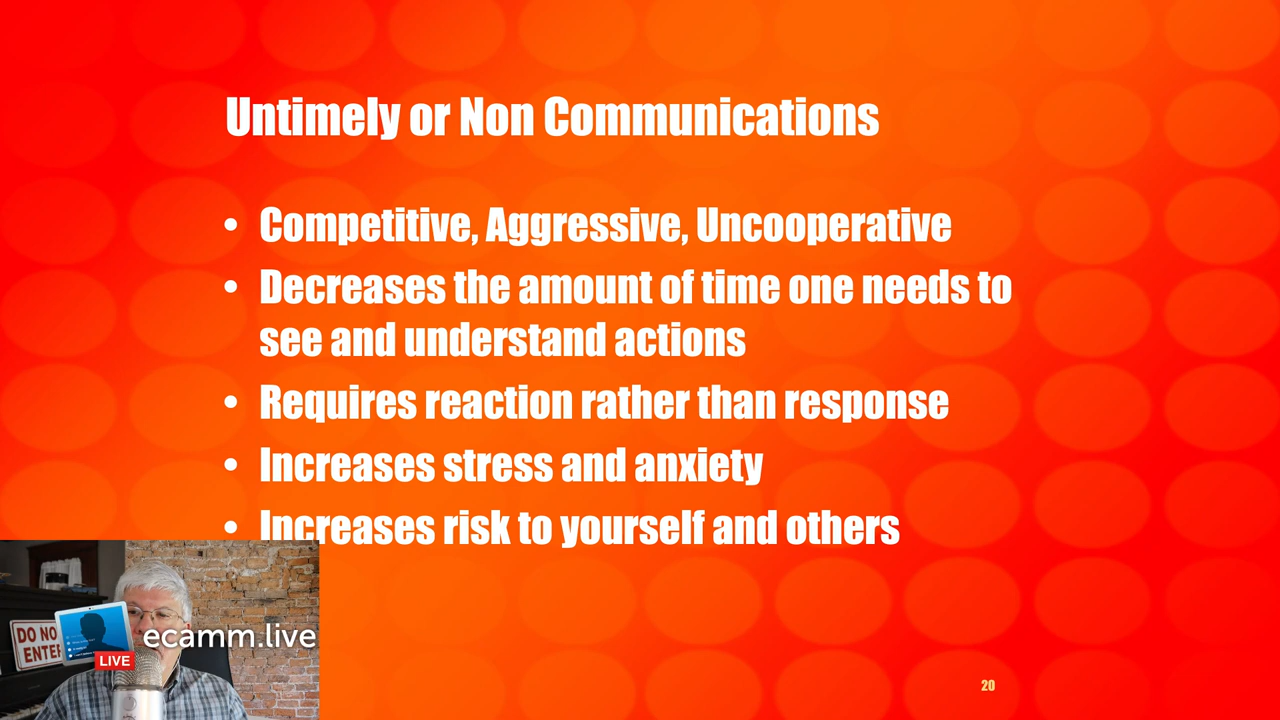 Untimely or Non Communications
• Competitive, Aggressive, Uncooperative
• Decreases the amount of time one needs to
see and understand actions
• Requires reaction rather than response
• Increases stress and anxiety
• Increases risk to yourself and others
DO NO
ENTE
ecamm.live
LIVE
20